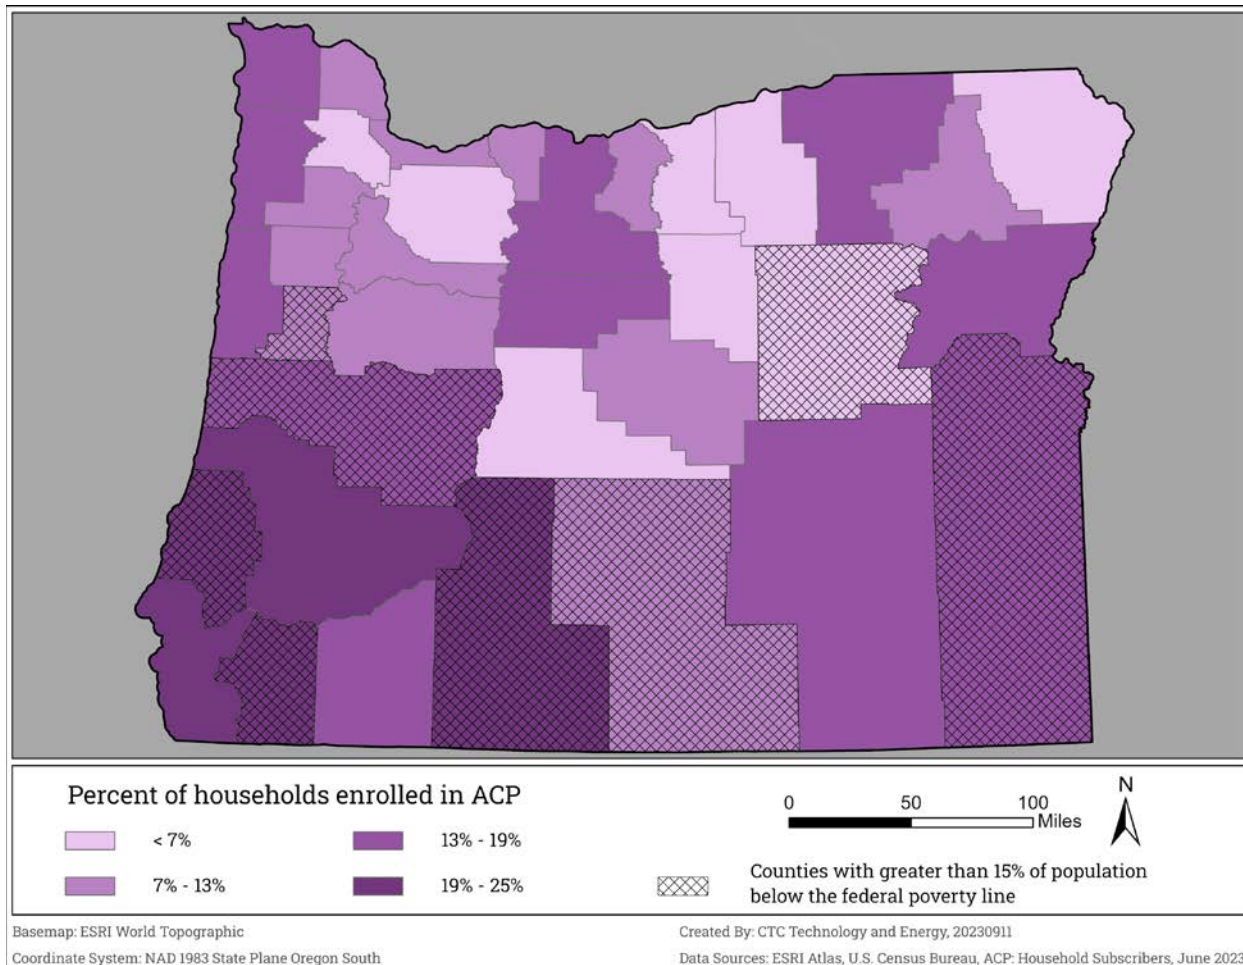 Percent of households enrolled in ACP
< 7%
7% - 13%
13% - 19%
19% - 25%
0 50 100
Miles
N
Counties with greater than 15% of population
below the federal poverty line
Basemap: ESRI World Topographic
Coordinate System: NAD 1983 State Plane Oregon South
Created By: CTC Technology and Energy, 20230911
Data Sources: ESRI Atlas, U.S. Census Bureau, ACP: Household Subscribers, June 2023